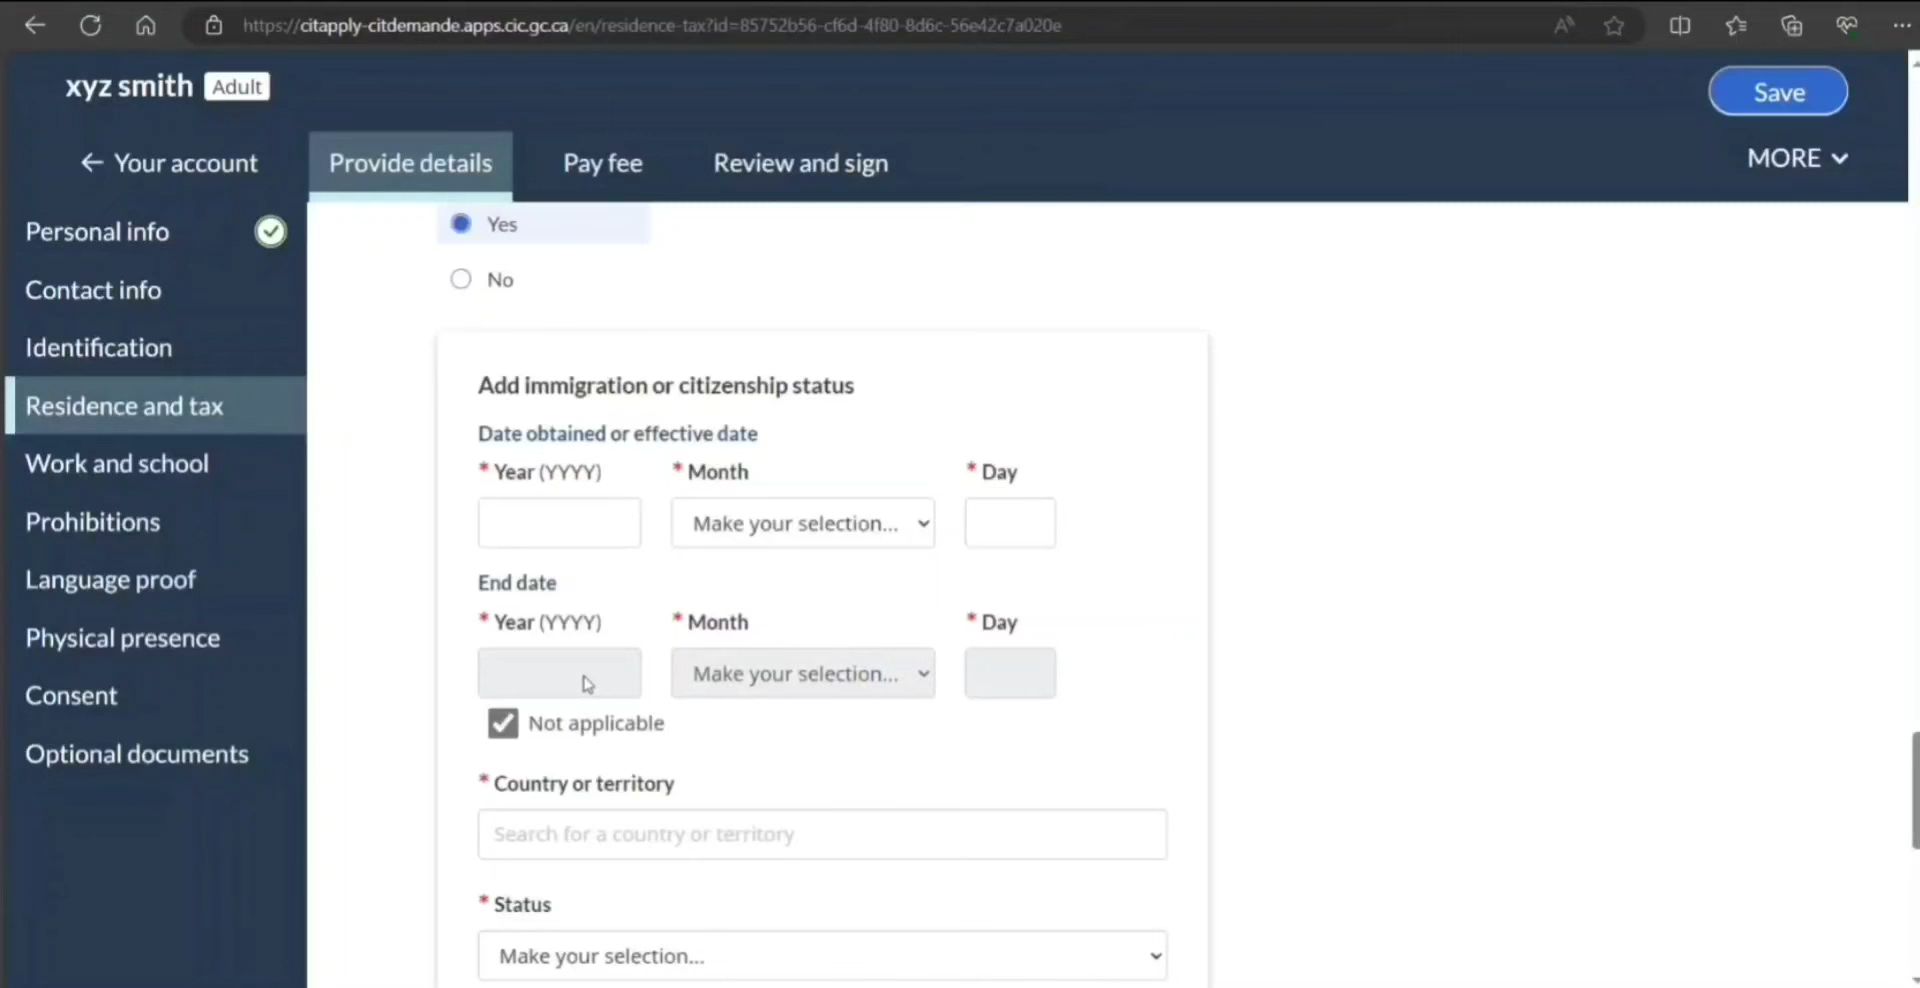 https://citapply-citdemande.apps.cic.gc.ca/en/residence-tax?id=85752b56-cf6d-4f80-8d6c-56e42c7a020e
xyz smith Adult
Save
← Your account
Provide details
Pay fee
Review and sign
MORE
Personal info
Contact info
Identification
Residence and tax
Work and school
Prohibitions
Language proof
Physical presence
Consent
Optional documents
Yes
No
Add immigration or citizenship status
Date obtained or effective date
* Year (YYYY) * Month * Day
Make your selection...
End date
* Year (YYYY) * Month * Day
Make your selection...
Not applicable
* Country or territory
Search for a country or territory
* Status
Make your selection...